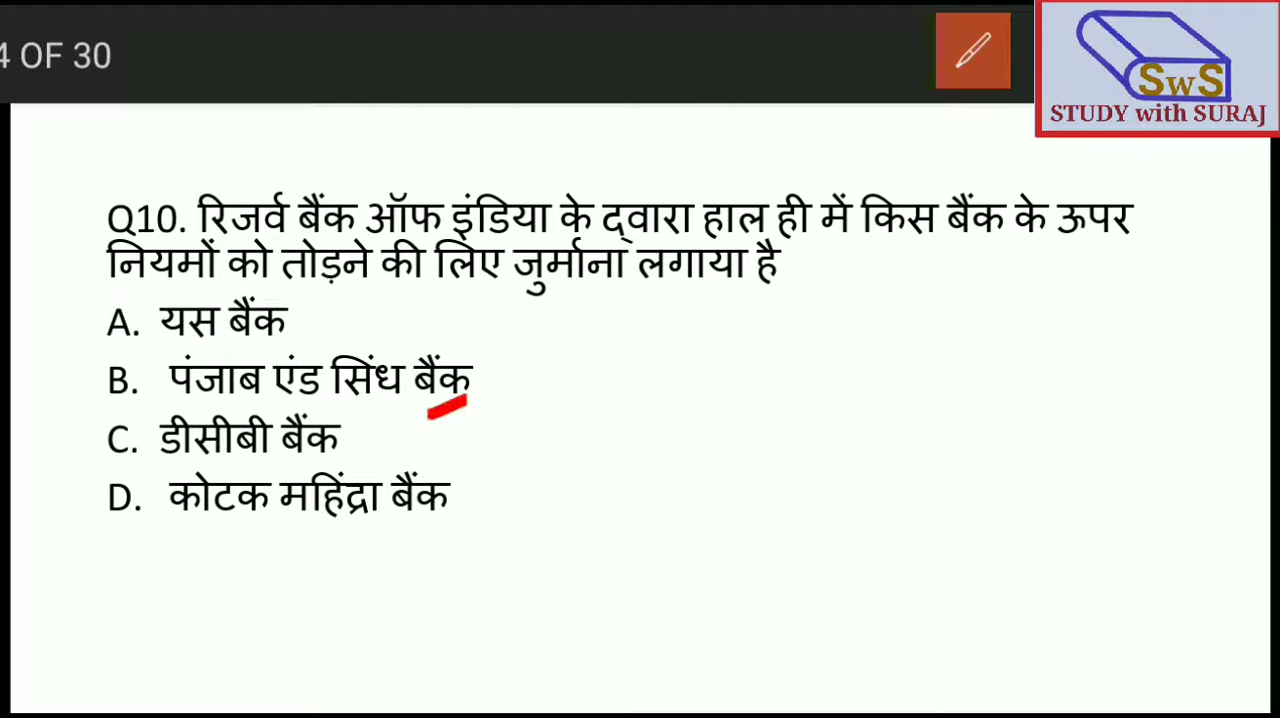 4 OF 30
SwS
STUDY with SURAJ
Q10. रिजर्व बैंक ऑफ इंडिया के द्वारा हाल ही में किस बैंक के ऊपर
नियमों को तोड़ने की लिए जुर्माना लगाया है
A. यस बैंक
B. पंजाब एंड सिंध बैंक
C. डीसीबी बैंक
D. कोटक महिंद्रा बैंक